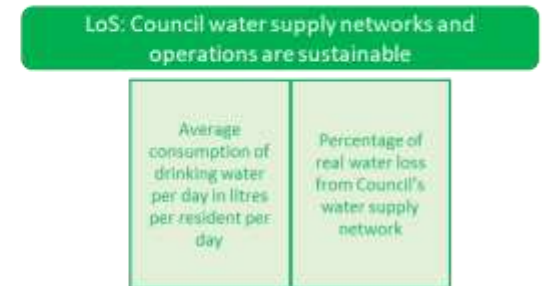 LoS: Council water supply networks and
operations are sustainable
Average
consumption of
drinking water
per day in litres
per resident per
day
Percentage of
real water loss
from Council's
water supply
network